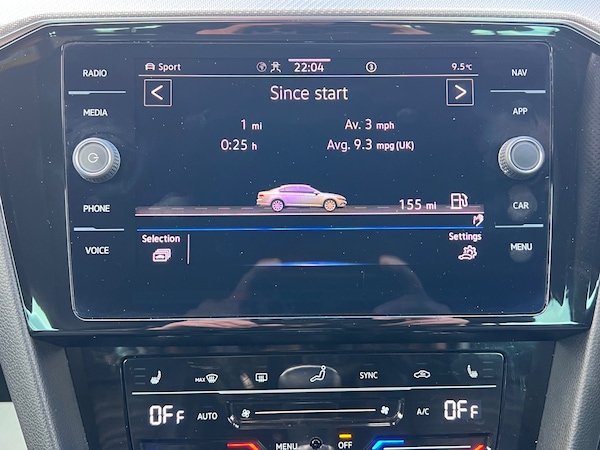 RADIO
MEDIA
PHONE
VOICE
Sport 22:04 3 9.5°C
< Since start >
1 mi Av. 3 mph
0:25 h Avg. 9.3 mpg (UK)
155 mi
Selection Settings
NAV
APP
CAR
MENU
MAX SYNC
OFF AUTO A/C OFF
MENU OFF